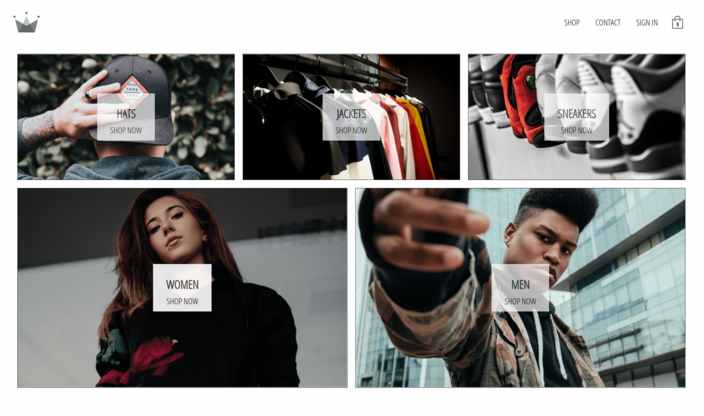 SHOP CONTACT SIGN IN
HATS
SHOP NOW
JACKETS
SHOP NOW
SNEAKERS
SHOP NOW
WOMEN
SHOP NOW
MEN
SHOP NOW